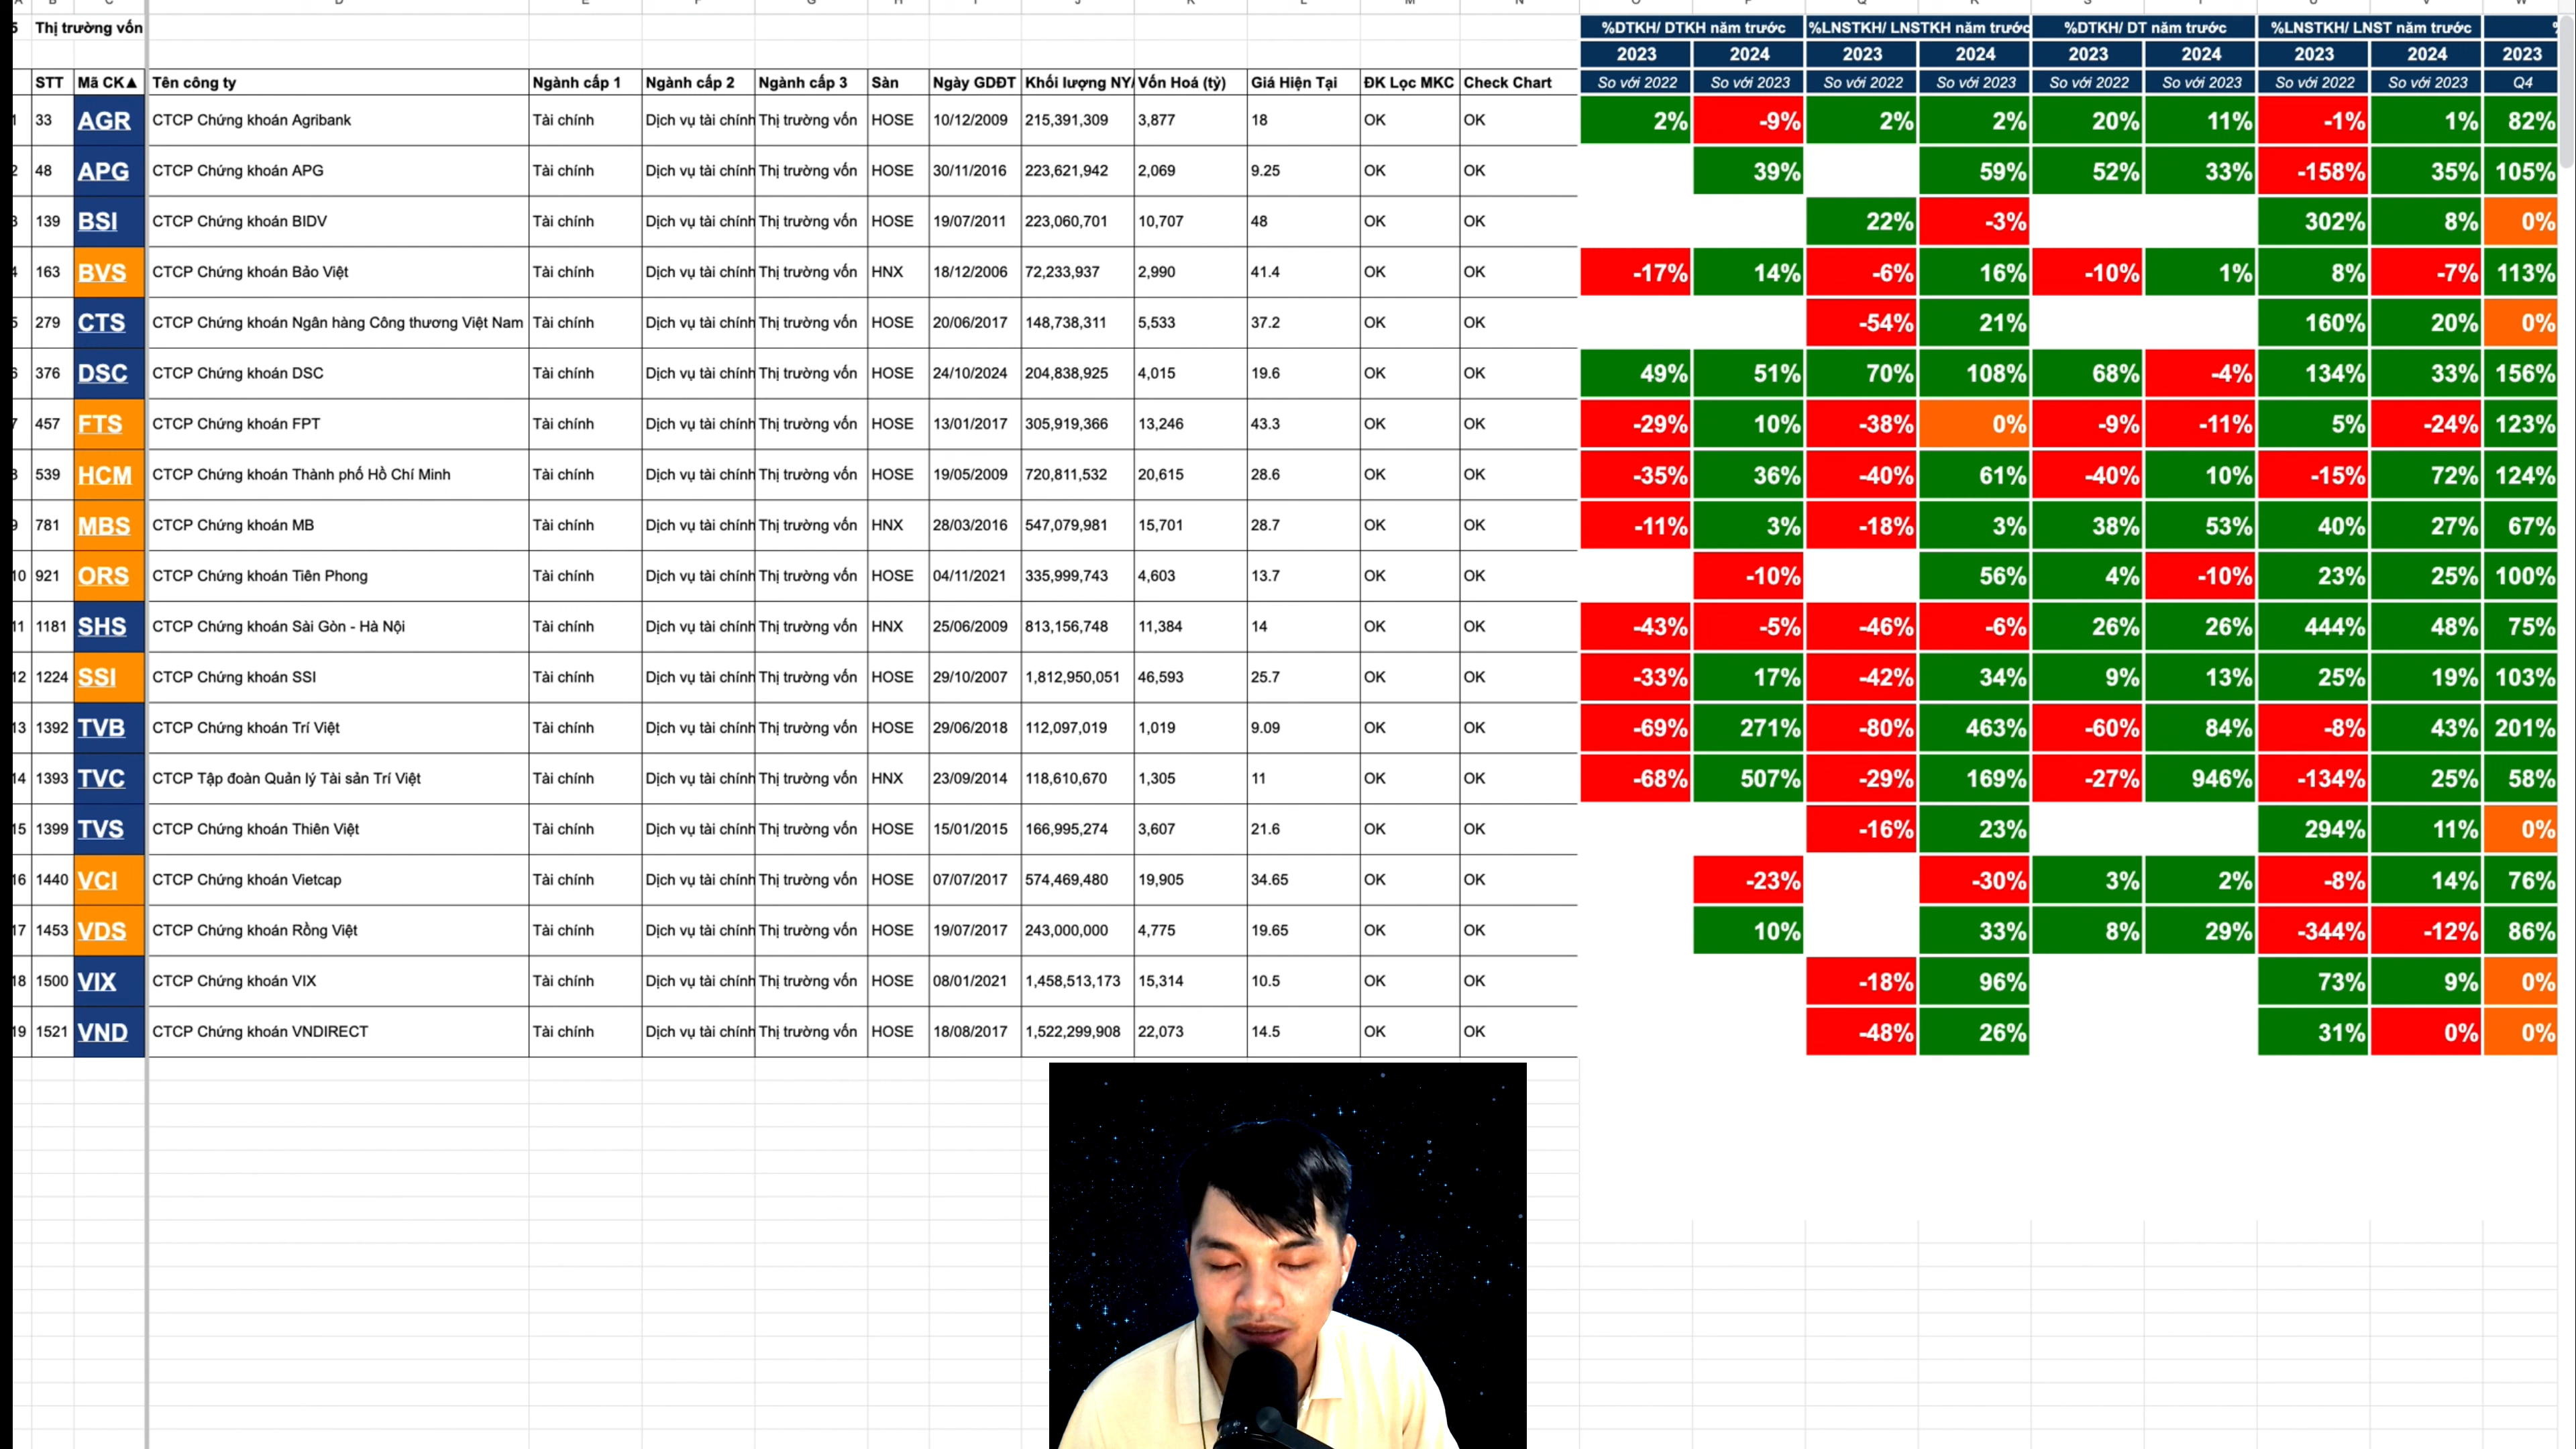 Thị trường vốn %DTKH/ DTKH năm trước %LNSTKH/ LNSTKH năm trước %DTKH/ DT năm trước %LNSTKH/ LNST năm trước
2023 2024 2023 2024 2023 2024 2023 2024 2023
STT Mã CK▲ Tên công ty Ngành cấp 1 Ngành cấp 2 Ngành cấp 3 Sàn Ngày GDĐT Khối lượng NY/ Vốn Hoá (tỷ) Giá Hiện Tại ĐK Lọc MKC Check Chart So với 2022 So với 2023 So với 2022 So với 2023 So với 2022 So với 2023 So với 2022 So với 2023 Q4
1 33 AGR CTCP Chứng khoán Agribank Tài chính Dịch vụ tài chính Thị trường vốn HOSE 10/12/2009 215,391,309 3,877 18 OK OK 2% -9% 2% 2% 20% 11% -1% 1% 82%
2 48 APG CTCP Chứng khoán APG Tài chính Dịch vụ tài chính Thị trường vốn HOSE 30/11/2016 223,621,942 2,069 9.25 OK OK 39% 59% 52% 33% -158% 35% 105%
3 139 BSI CTCP Chứng khoán BIDV Tài chính Dịch vụ tài chính Thị trường vốn HOSE 19/07/2011 223,060,701 10,707 48 OK OK 22% -3% 302% 8% 0%
4 163 BVS CTCP Chứng khoán Bảo Việt Tài chính Dịch vụ tài chính Thị trường vốn HNX 18/12/2006 72,233,937 2,990 41.4 OK OK -17% 14% -6% 16% -10% 1% 8% -7% 113%
5 279 CTS CTCP Chứng khoán Ngân hàng Công thương Việt Nam Tài chính Dịch vụ tài chính Thị trường vốn HOSE 20/06/2017 148,738,311 5,533 37.2 OK OK -54% 21% 160% 20% 0%
6 376 DSC CTCP Chứng khoán DSC Tài chính Dịch vụ tài chính Thị trường vốn HOSE 24/10/2024 204,838,925 4,015 19.6 OK OK 49% 51% 70% 108% 68% -4% 134% 33% 156%
7 457 FTS CTCP Chứng khoán FPT Tài chính Dịch vụ tài chính Thị trường vốn HOSE 13/01/2017 305,919,366 13,246 43.3 OK OK -29% 10% -38% 0% -9% -11% 5% -24% 123%
8 539 HCM CTCP Chứng khoán Thành phố Hồ Chí Minh Tài chính Dịch vụ tài chính Thị trường vốn HOSE 19/05/2009 720,811,532 20,615 28.6 OK OK -35% 36% -40% 61% -40% 10% -15% 72% 124%
9 781 MBS CTCP Chứng khoán MB Tài chính Dịch vụ tài chính Thị trường vốn HNX 28/03/2016 547,079,981 15,701 28.7 OK OK -11% 3% -18% 3% 38% 53% 40% 27% 67%
10 921 ORS CTCP Chứng khoán Tiên Phong Tài chính Dịch vụ tài chính Thị trường vốn HOSE 04/11/2021 335,999,743 4,603 13.7 OK OK -10% 56% 4% -10% 23% 25% 100%
11 1181 SHS CTCP Chứng khoán Sài Gòn - Hà Nội Tài chính Dịch vụ tài chính Thị trường vốn HNX 25/06/2009 813,156,748 11,384 14 OK OK -43% -5% -46% -6% 26% 26% 444% 48% 75%
12 1224 SSI CTCP Chứng khoán SSI Tài chính Dịch vụ tài chính Thị trường vốn HOSE 29/10/2007 1,812,950,051 46,593 25.7 OK OK -33% 17% -42% 34% 9% 13% 25% 19% 103%
13 1392 TVB CTCP Chứng khoán Trí Việt Tài chính Dịch vụ tài chính Thị trường vốn HOSE 29/06/2018 112,097,019 1,019 9.09 OK OK -69% 271% -80% 463% -60% 84% -8% 43% 201%
14 1393 TVC CTCP Tập đoàn Quản lý Tài sản Trí Việt Tài chính Dịch vụ tài chính Thị trường vốn HNX 23/09/2014 118,610,670 1,305 11 OK OK -68% 507% -29% 169% -27% 946% -134% 25% 58%
15 1399 TVS CTCP Chứng khoán Thiên Việt Tài chính Dịch vụ tài chính Thị trường vốn HOSE 15/01/2015 166,995,274 3,607 21.6 OK OK -16% 23% 294% 11% 0%
16 1440 VCI CTCP Chứng khoán Vietcap Tài chính Dịch vụ tài chính Thị trường vốn HOSE 07/07/2017 574,469,480 19,905 34.65 OK OK -23% -30% 3% 2% -8% 14% 76%
17 1453 VDS CTCP Chứng khoán Rồng Việt Tài chính Dịch vụ tài chính Thị trường vốn HOSE 19/07/2017 243,000,000 4,775 19.65 OK OK 10% 33% 8% 29% -344% -12% 86%
18 1500 VIX CTCP Chứng khoán VIX Tài chính Dịch vụ tài chính Thị trường vốn HOSE 08/01/2021 1,458,513,173 15,314 10.5 OK OK -18% 96% 73% 9% 0%
19 1521 VND CTCP Chứng khoán VNDIRECT Tài chính Dịch vụ tài chính Thị trường vốn HOSE 18/08/2017 1,522,299,908 22,073 14.5 OK OK -48% 26% 31% 0% 0%